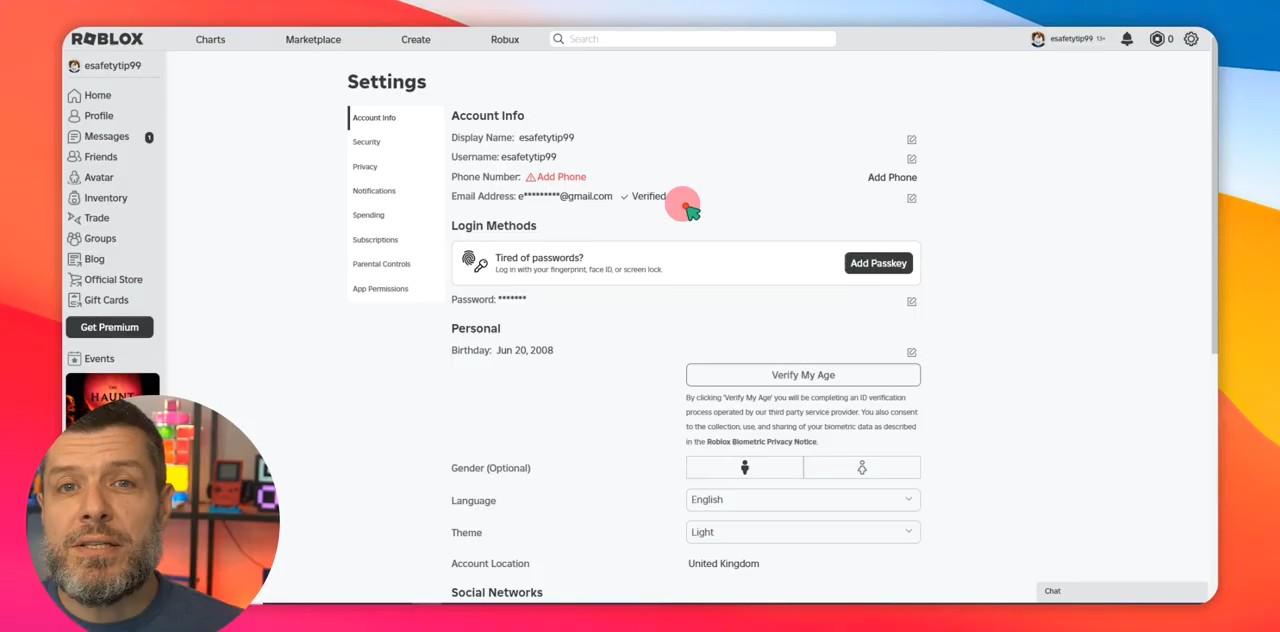 ROBLOX Charts Marketplace Create Robux Search esafetytip99 13+ 0
esafetytip99
Home
Profile
Messages 1
Friends
Avatar
Inventory
Trade
Groups
Blog
Official Store
Gift Cards
Get Premium
Events
THE
HAUNT
Settings
Account Info
Security
Privacy
Notifications
Spending
Subscriptions
Parental Controls
App Permissions
Account Info
Display Name: esafetytip99
Username: esafetytip99
Phone Number: Add Phone Add Phone
Email Address: e*********@gmail.com Verified
Login Methods
Tired of passwords?
Log in with your fingerprint, face ID, or screen lock.
Add Passkey
Password: *******
Personal
Birthday: Jun 20, 2008
Verify My Age
By clicking 'Verify My Age' you will be completing an ID verification
process operated by our third party service provider. You also consent
to the collection, use, and sharing of your biometric data as described
in the Roblox Biometric Privacy Notice.
Gender (Optional)
Language English
Theme Light
Account Location United Kingdom
Social Networks
Chat